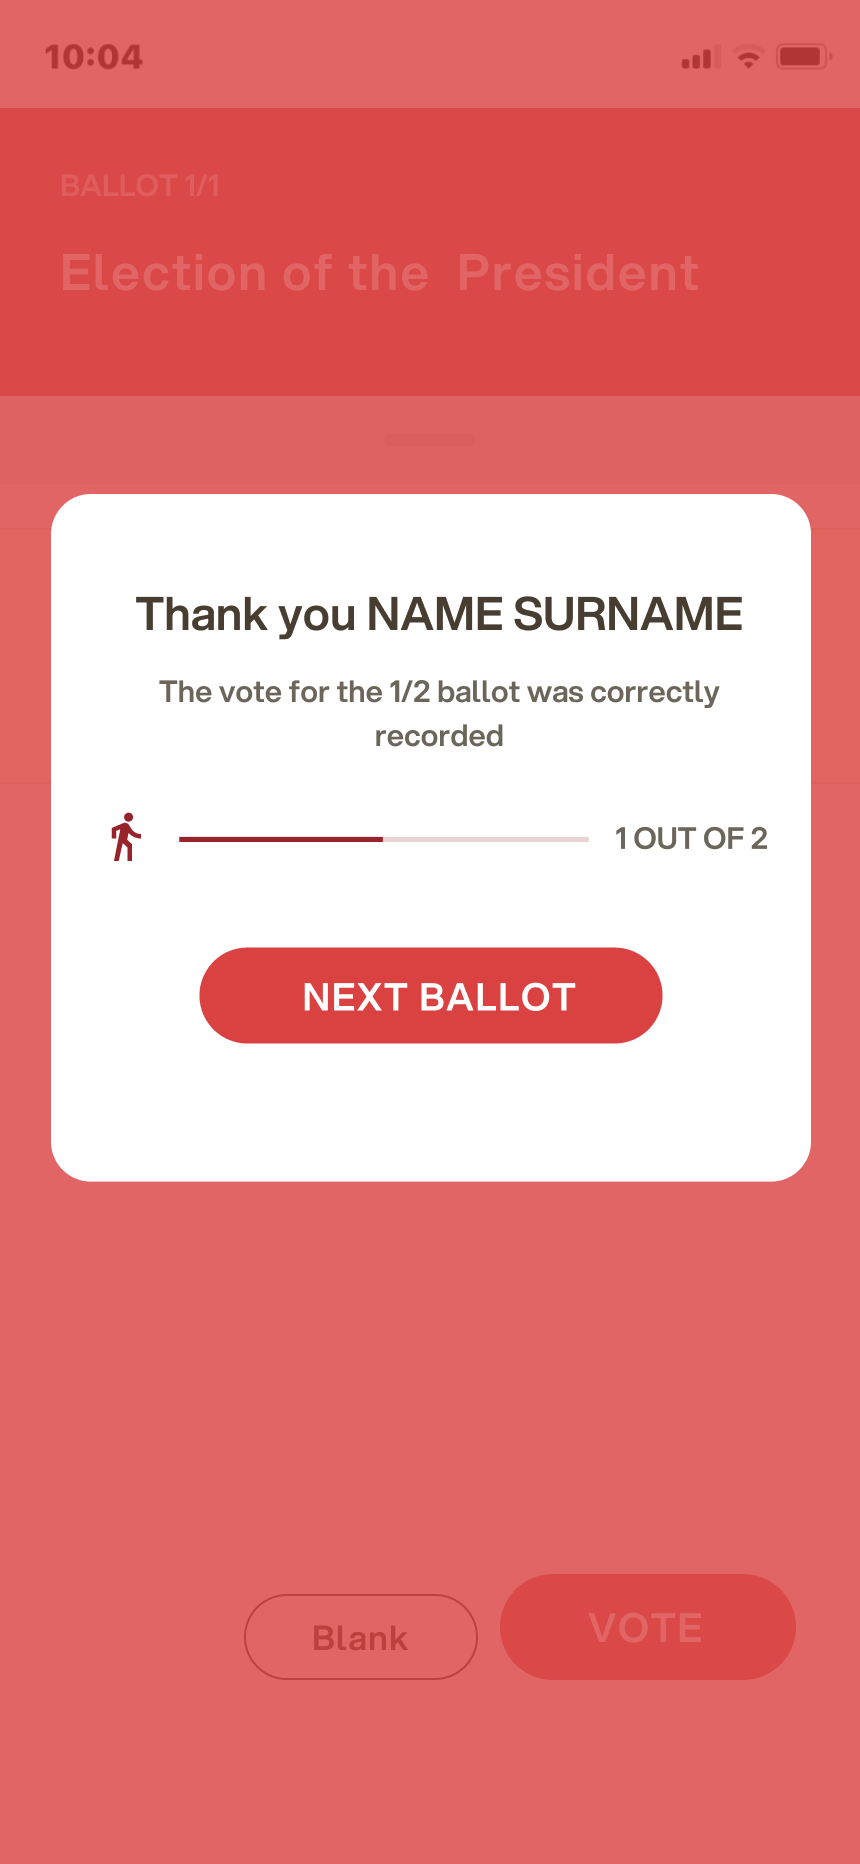 10:04
BALLOT 1/1
Election of the President
Thank you NAME SURNAME
The vote for the 1/2 ballot was correctly
recorded
1 OUT OF 2
NEXT BALLOT
Blank
VOTE